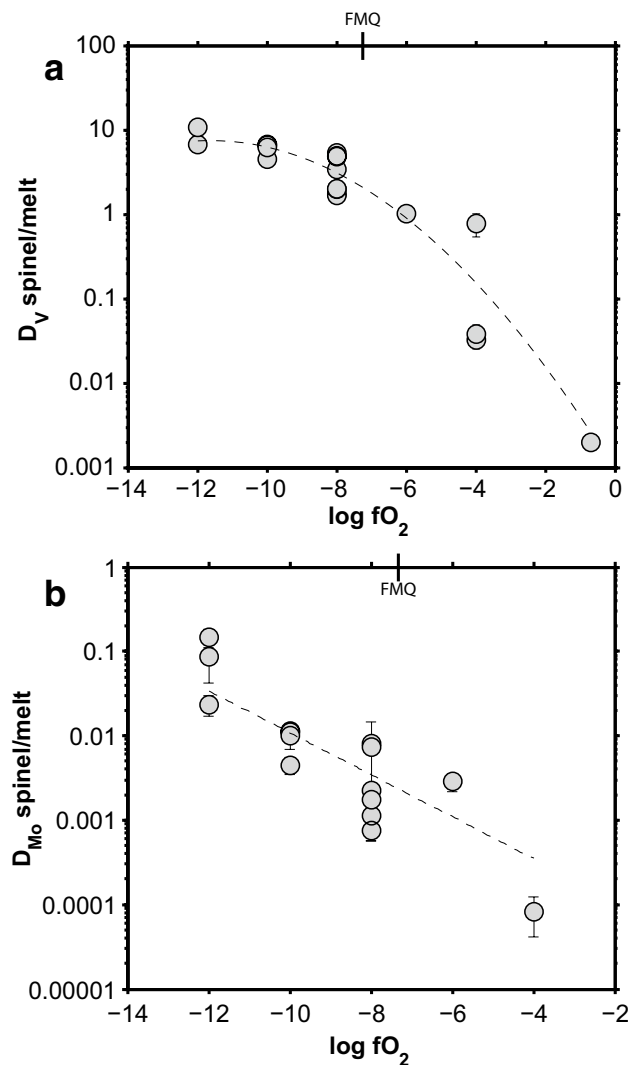 FMQ
a
100
10
1
0.1
0.01
0.001
D_V spinel/melt
−14 −12 −10 −8 −6 −4 −2 0
log fO₂
b
FMQ
1
0.1
0.01
0.001
0.0001
0.00001
D_Mo spinel/melt
−14 −12 −10 −8 −6 −4 −2
log fO₂